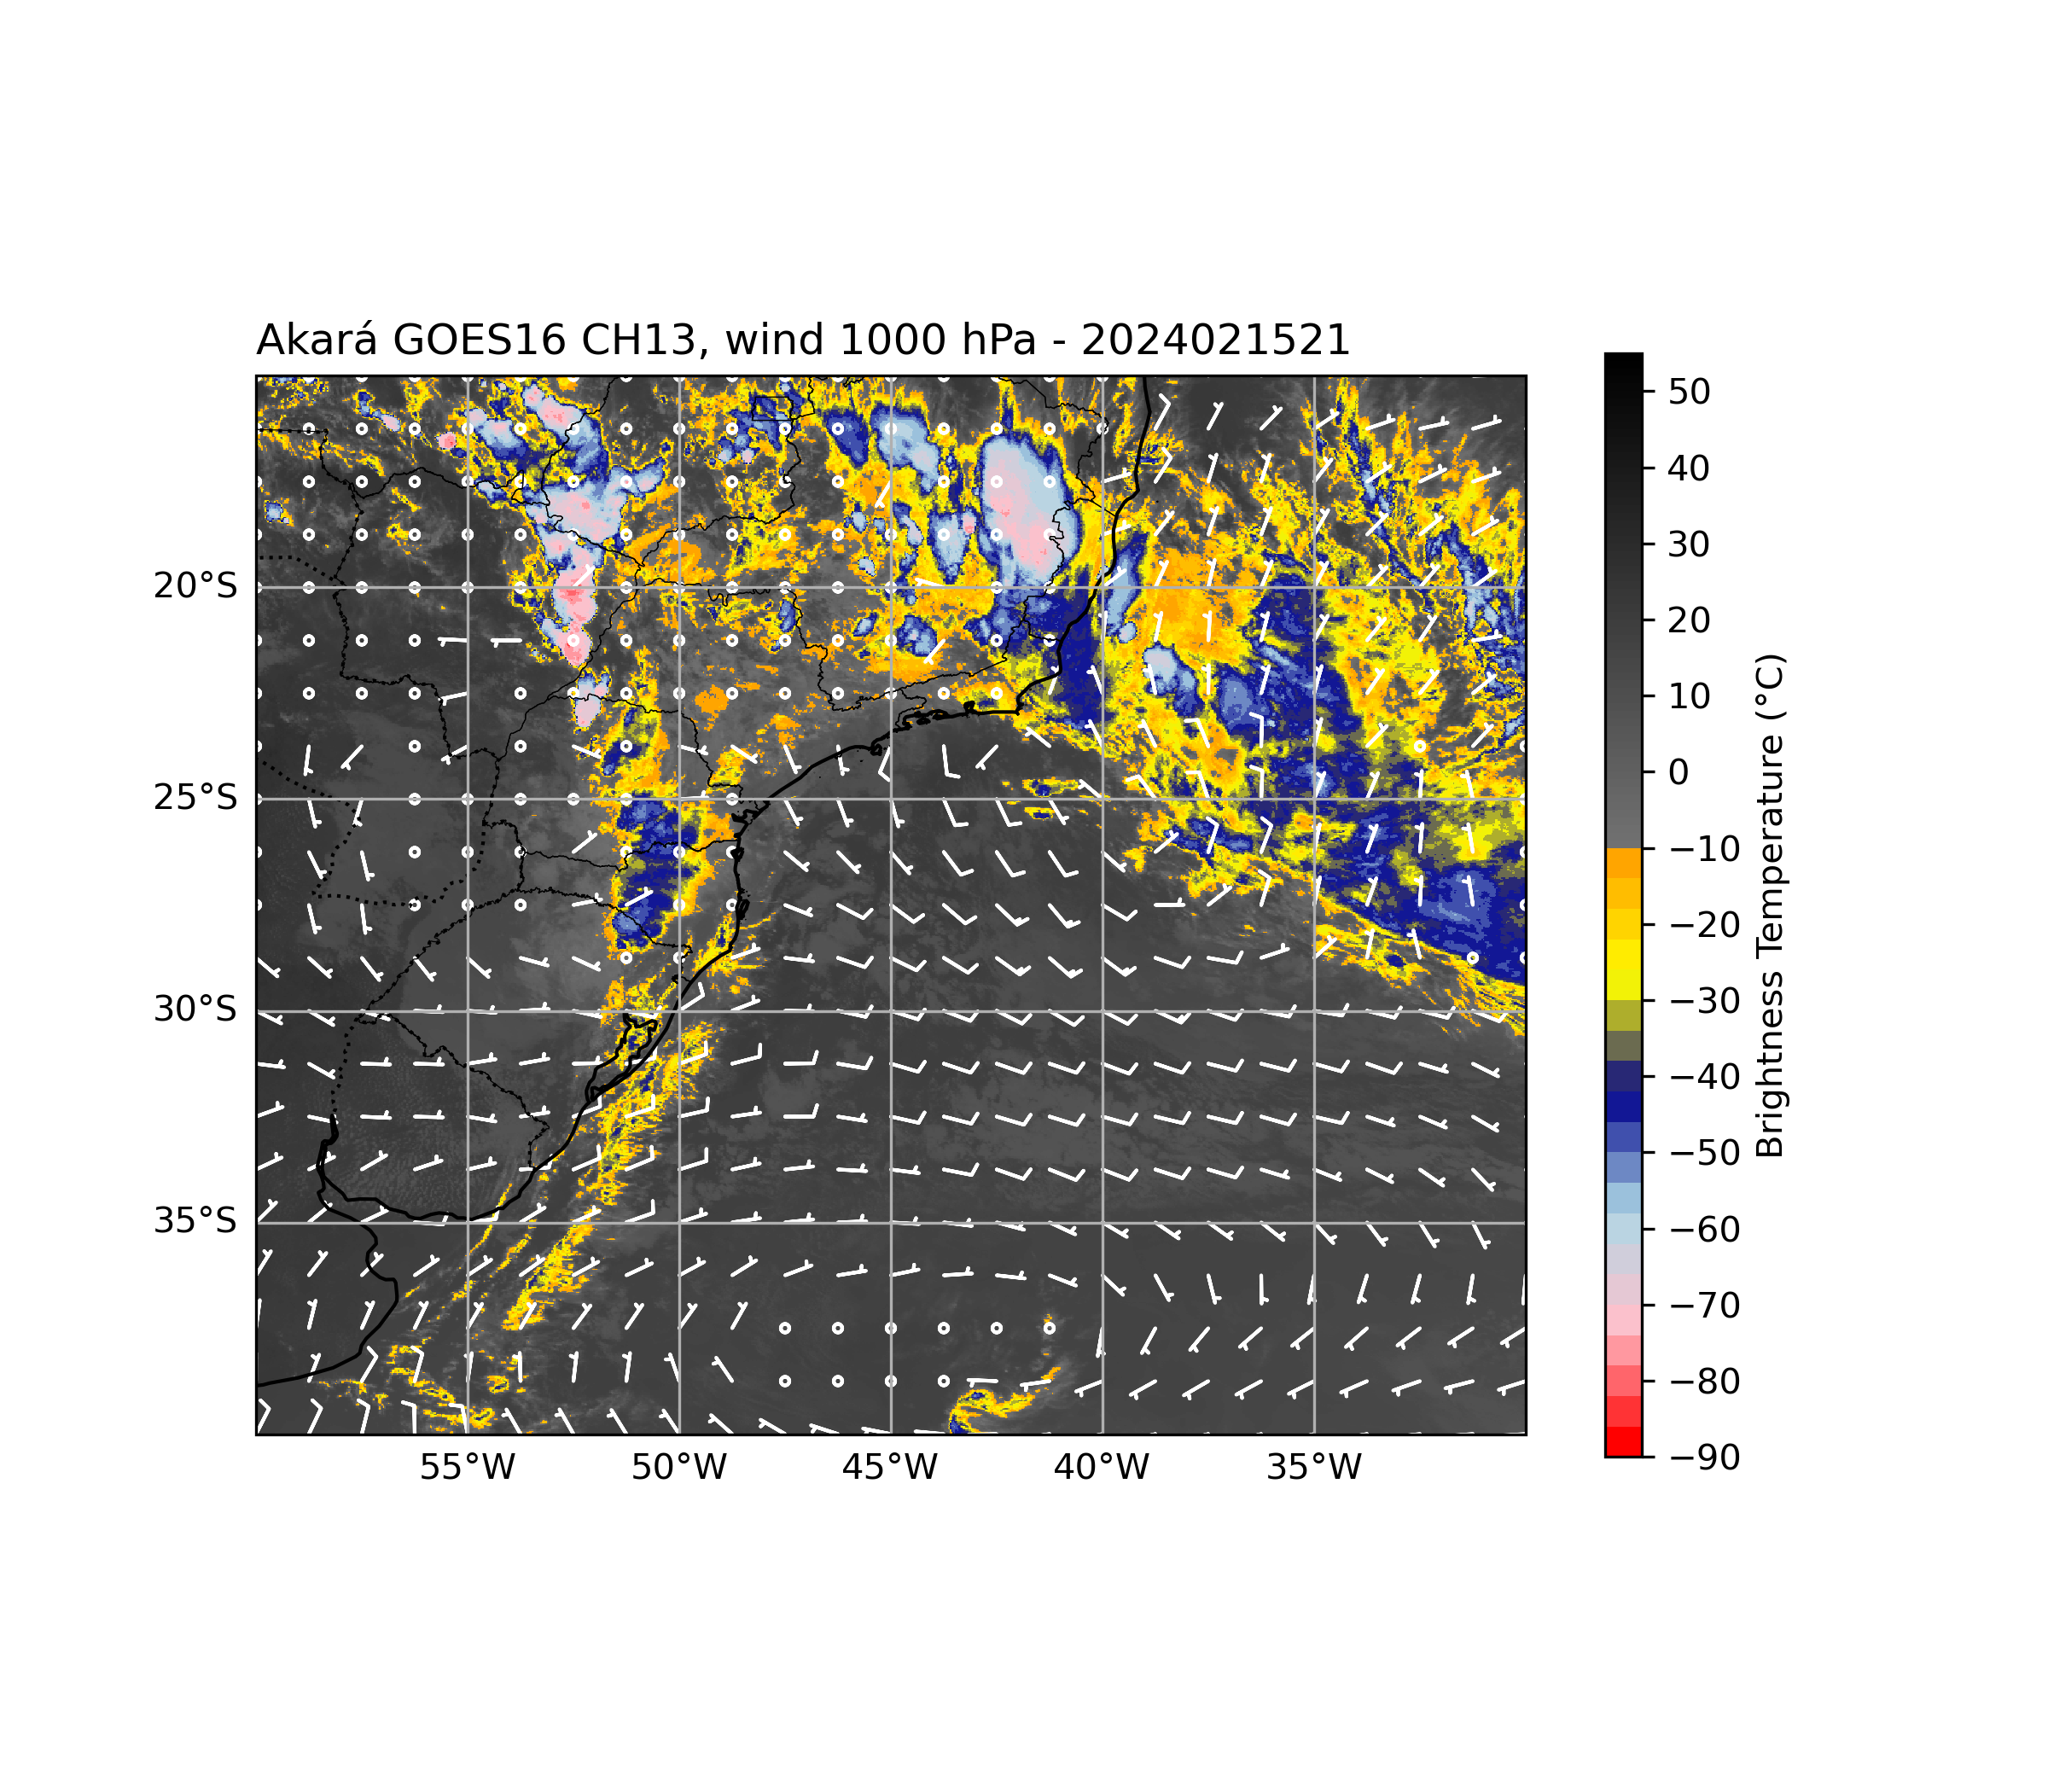 Akará GOES16 CH13, wind 1000 hPa - 2024021521
20°S
25°S
30°S
35°S
55°W
50°W
45°W
40°W
35°W
50
40
30
20
10
0
−10
−20
−30
−40
−50
−60
−70
−80
−90
Brightness Temperature (°C)